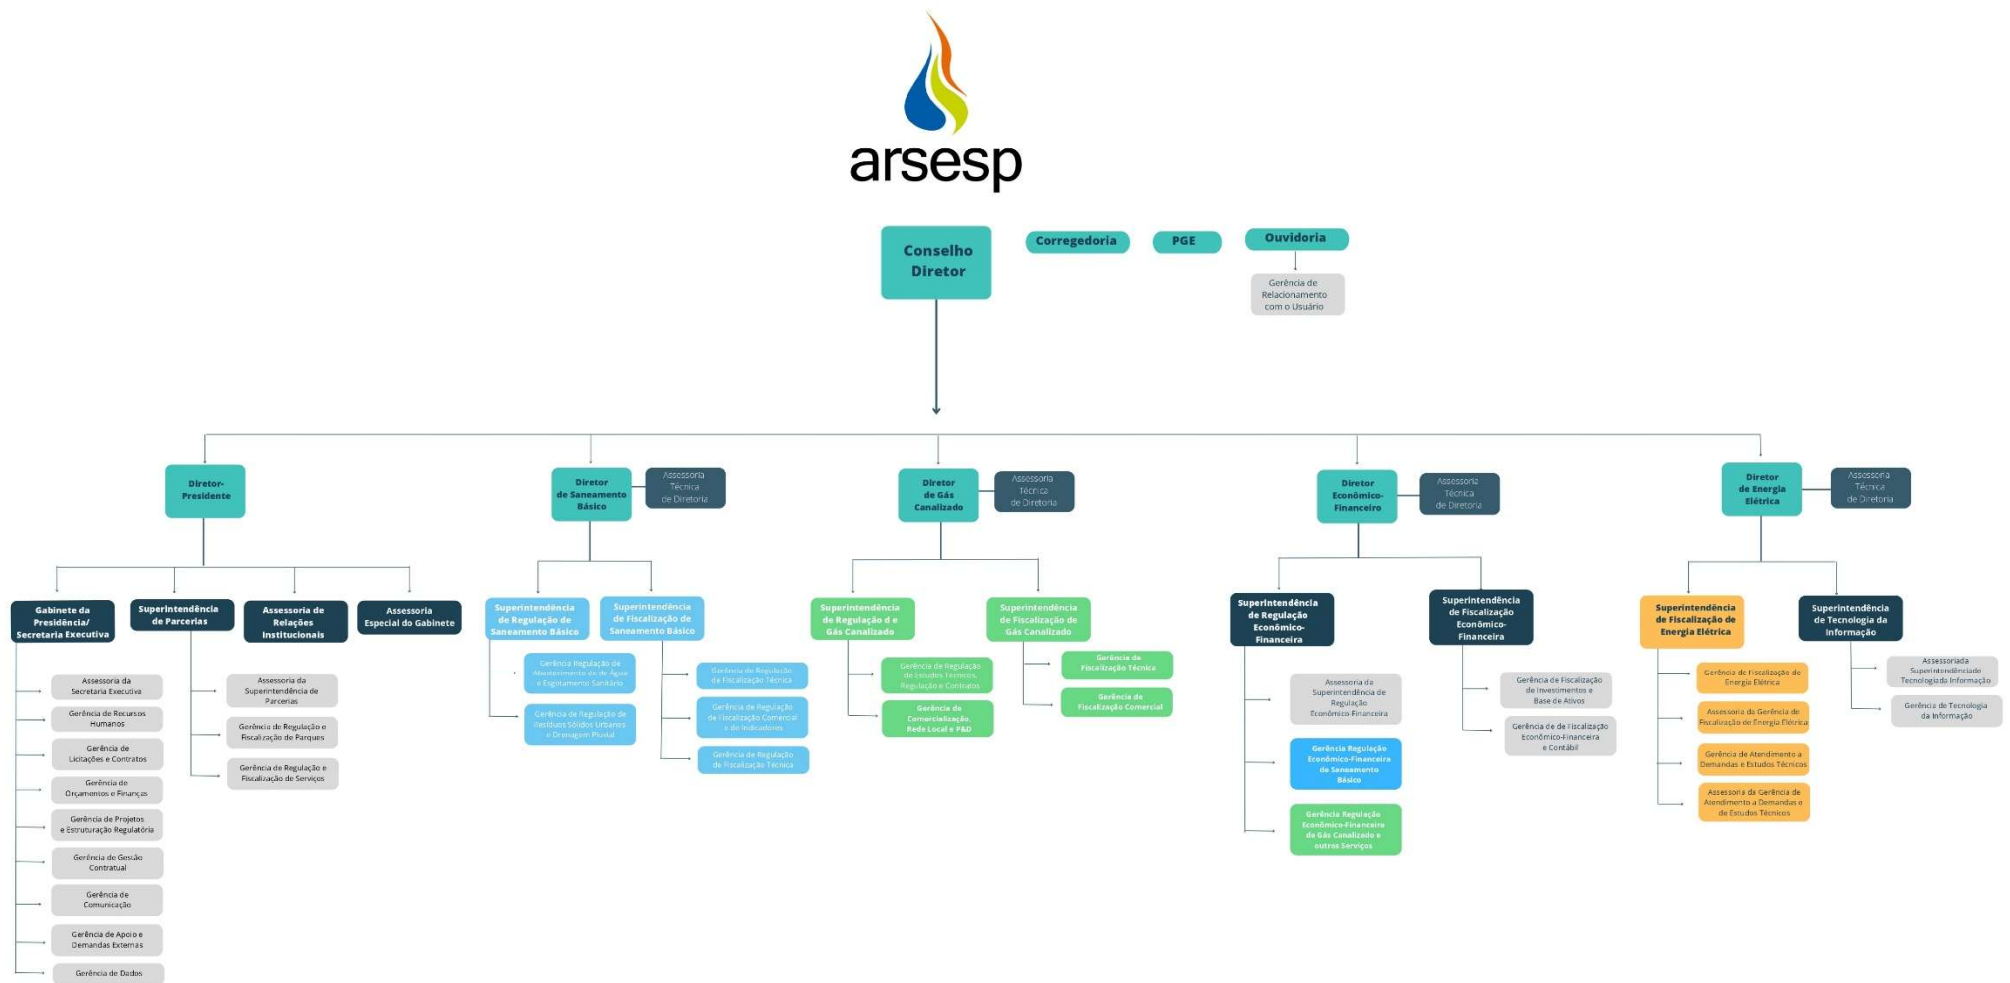 arsesp
Conselho
Diretor
Corregedoria
PGE
Ouvidoria
Gerência de
Relacionamento
com o Usuário
Diretor-
Presidente
Diretor
de Saneamento
Básico
Assessoria
Técnica
de Diretoria
Diretor
de Gás
Canalizado
Assessoria
Técnica
de Diretoria
Diretor
Econômico-
Financeiro
Assessoria
Técnica
de Diretoria
Diretor
de Energia
Elétrica
Assessoria
Técnica
de Diretoria
Gabinete da
Presidência/
Secretaria Executiva
Assessoria da
Secretaria Executiva
Gerência de Recursos
Humanos
Gerência de
Licitações e Contratos
Gerência de
Orçamentos e Finanças
Gerência de Projetos
e Estruturação Regulatória
Gerência de Gestão
Contratual
Gerência de
Comunicação
Gerência de Apoio e
Demandas Externas
Gerência de Dados
Superintendência
de Parcerias
Assessoria da
Superintendência de
Parcerias
Gerência de Regulação e
Fiscalização de Parques
Gerência de Regulação e
Fiscalização de Serviços
Assessoria de
Relações
Institucionais
Assessoria
Especial do Gabinete
Superintendência
de Regulação de
Saneamento Básico
Gerência Regulação de
Abastecimento de de Água
e Esgotamento Sanitário
Gerência de Regulação de
Resíduos Sólidos Urbanos
e Drenagem Pluvial
Superintendência
de Fiscalização de
Saneamento Básico
Gerência de Regulação
de Fiscalização Técnica
Gerência de Regulação
de Fiscalização Comercial
e de Indicadores
Gerência de Regulação
de Fiscalização Técnica
Superintendência
de Regulação d e
Gás Canalizado
Gerência de Regulação
de Estudos Técnicos,
Regulação e Contratos
Gerência de
Comercialização,
Rede Local e P&D
Superintendência
de Fiscalização de
Gás Canalizado
Gerência de
Fiscalização Técnica
Gerência de
Fiscalização Comercial
Superintendência
de Regulação
Econômico-
Financeira
Assessoria da
Superintendência de
Regulação
Econômico-Financeira
Gerência Regulação
Econômico-Financeira
de Saneamento
Básico
Gerência Regulação
Econômico-Financeira
de Gás Canalizado e
outros Serviços
Superintendência
de Fiscalização
Econômico-
Financeira
Gerência de Fiscalização
de Investimentos e
Base de Ativos
Gerência de de Fiscalização
Econômico-Financeira
e Contábil
Superintendência
de Fiscalização de
Energia Elétrica
Gerência de Fiscalização de
Energia Elétrica
Assessoria da Gerência de
Fiscalização de Energia Elétrica
Gerência de Atendimento a
Demandas e Estudos Técnicos
Assessoria da Gerência de
Atendimento a Demandas e
de Estudos Técnicos
Superintendência
de Tecnologia da
Informação
Assessoriada
Superintendênciade
Tecnologiada Informação
Gerência de Tecnologia
da Informação